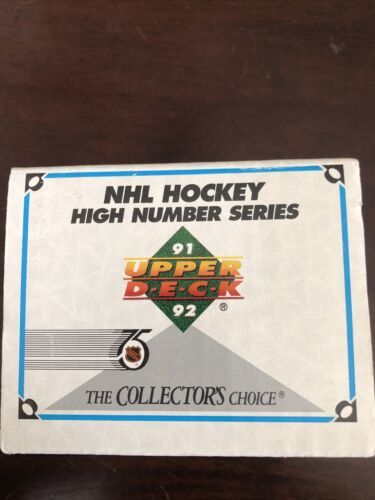 NHL HOCKEY
HIGH NUMBER SERIES
91
UPPER
D·E·C·K
92 ®
75
THE COLLECTOR'S CHOICE®